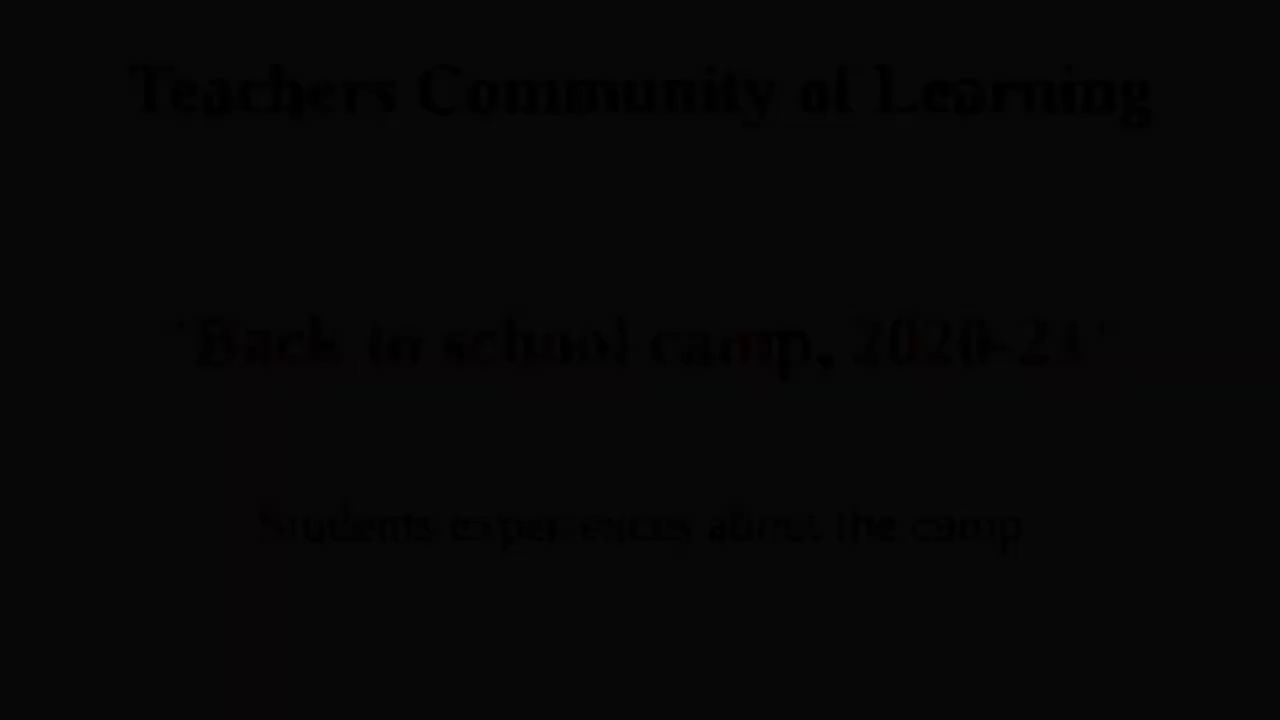 Teachers Community of Learning
"Back to school camp, 2020-21"
Students experiences about the camp